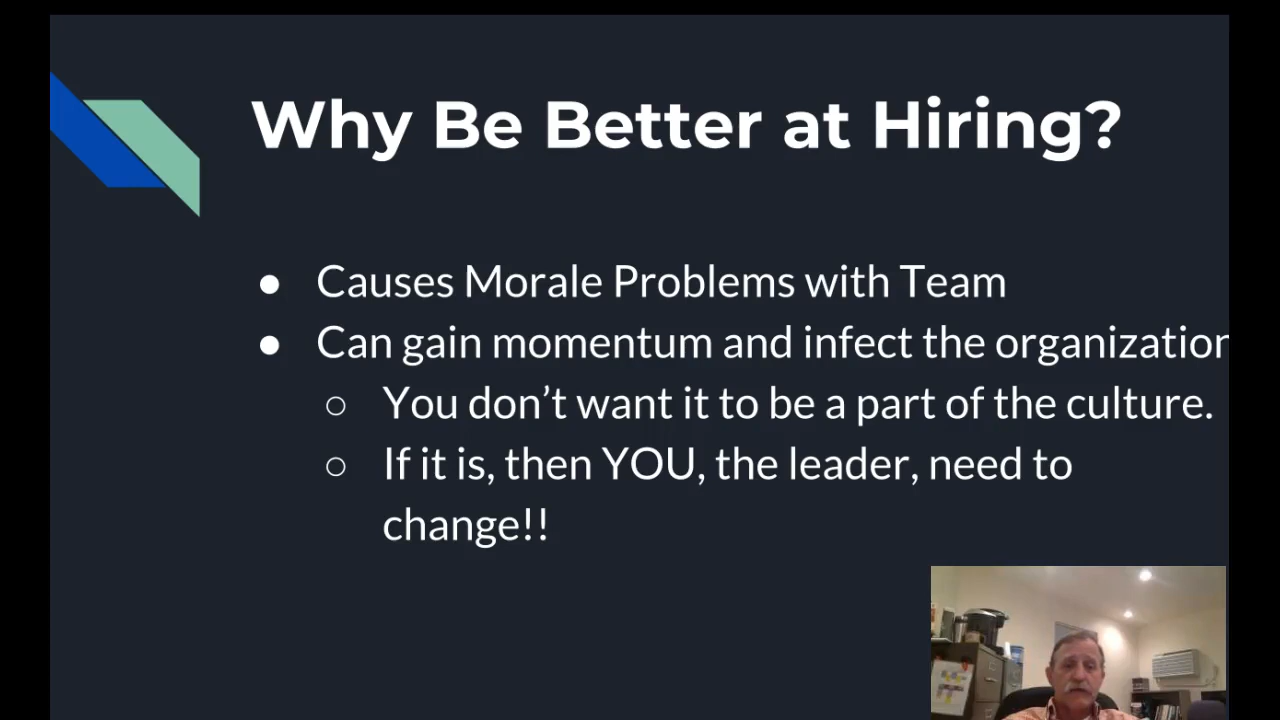 Why Be Better at Hiring?
● Causes Morale Problems with Team
● Can gain momentum and infect the organization
○ You don’t want it to be a part of the culture.
○ If it is, then YOU, the leader, need to
change!!